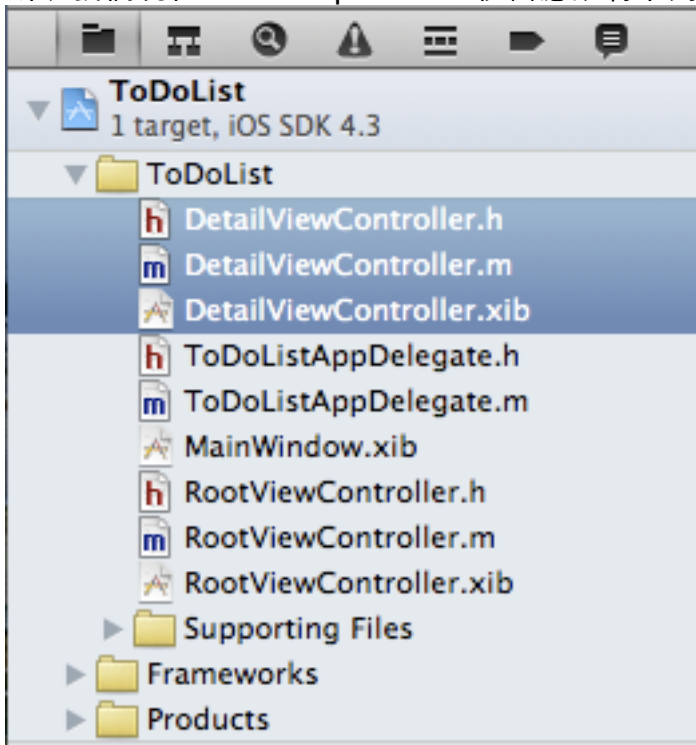 ToDoList
1 target, iOS SDK 4.3
ToDoList
DetailViewController.h
DetailViewController.m
DetailViewController.xib
ToDoListAppDelegate.h
ToDoListAppDelegate.m
MainWindow.xib
RootViewController.h
RootViewController.m
RootViewController.xib
Supporting Files
Frameworks
Products